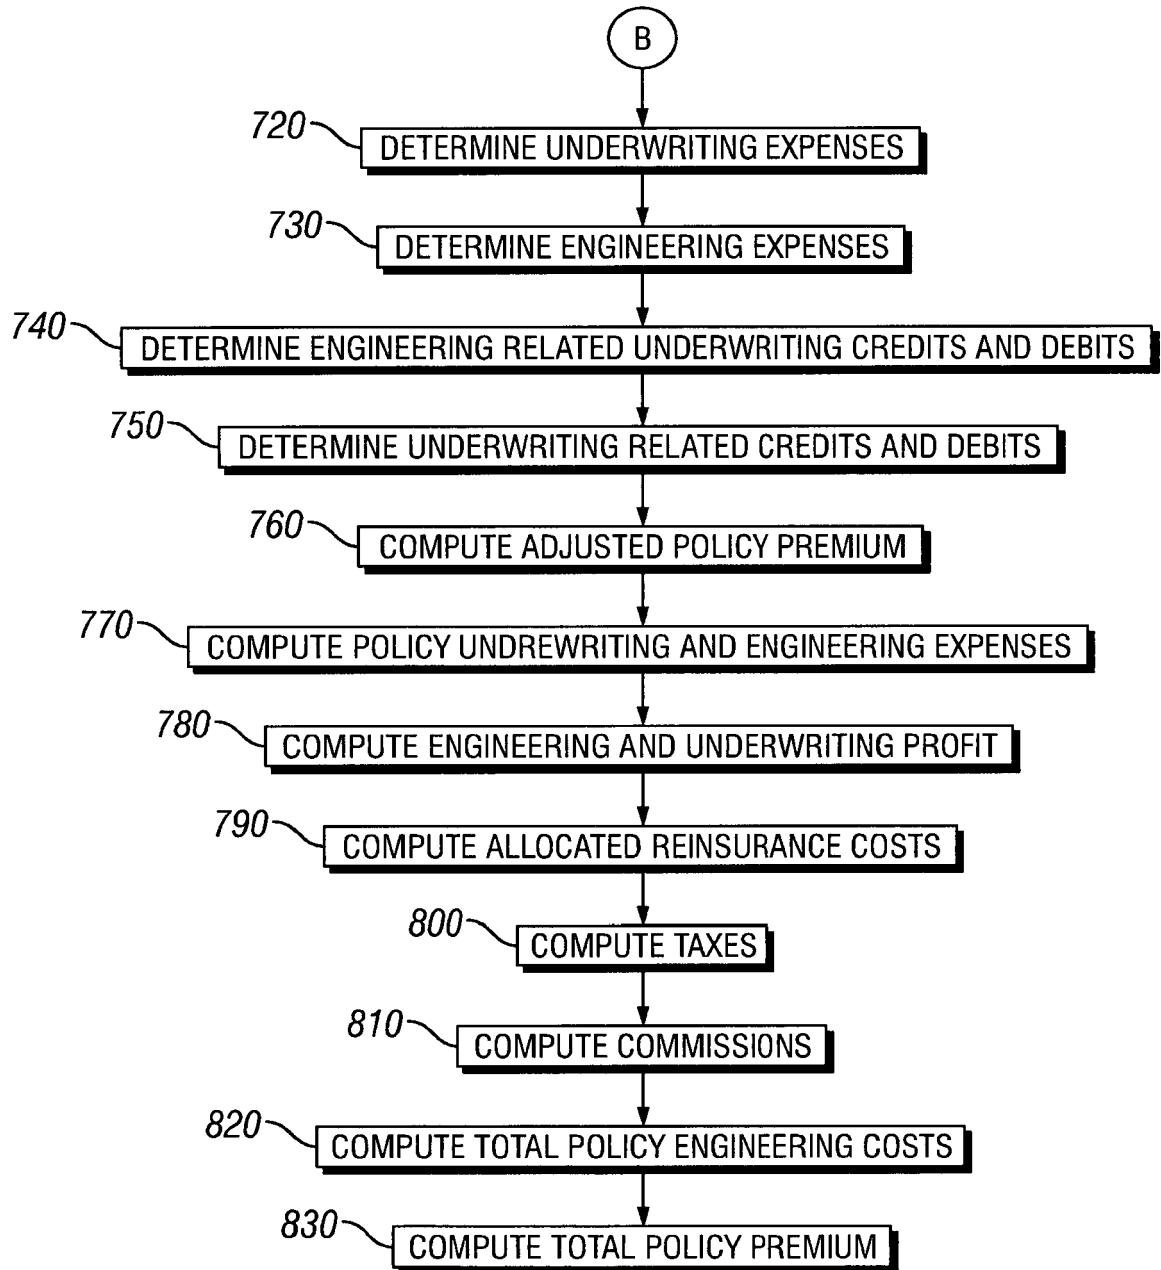 B
720 DETERMINE UNDERWRITING EXPENSES
730 DETERMINE ENGINEERING EXPENSES
740 DETERMINE ENGINEERING RELATED UNDERWRITING CREDITS AND DEBITS
750 DETERMINE UNDERWRITING RELATED CREDITS AND DEBITS
760 COMPUTE ADJUSTED POLICY PREMIUM
770 COMPUTE POLICY UNDREWRITING AND ENGINEERING EXPENSES
780 COMPUTE ENGINEERING AND UNDERWRITING PROFIT
790 COMPUTE ALLOCATED REINSURANCE COSTS
800 COMPUTE TAXES
810 COMPUTE COMMISSIONS
820 COMPUTE TOTAL POLICY ENGINEERING COSTS
830 COMPUTE TOTAL POLICY PREMIUM